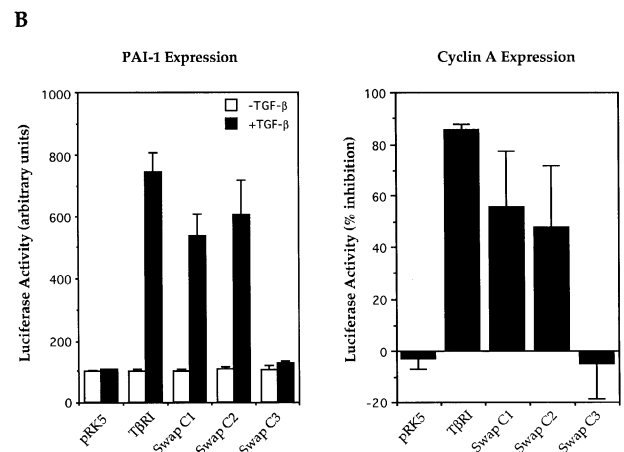 B
PAI-1 Expression
Luciferase Activity (arbitrary units)
1000
800
600
400
200
0
-TGF-β
+TGF-β
pRK5
TβRI
Swap C1
Swap C2
Swap C3
Cyclin A Expression
Luciferase Activity (% inhibition)
100
80
60
40
20
0
-20
pRK5
TβRI
Swap C1
Swap C2
Swap C3